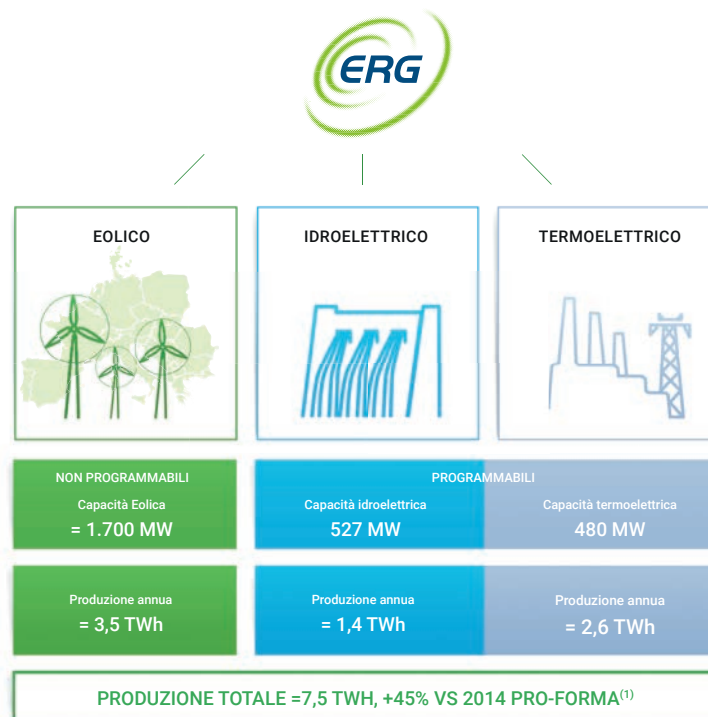 ERG
EOLICO
IDROELETTRICO
TERMOELETTRICO
NON PROGRAMMABILI
PROGRAMMABILI
Capacità Eolica
= 1.700 MW
Capacità idroelettrica
527 MW
Capacità termoelettrica
480 MW
Produzione annua
= 3,5 TWh
Produzione annua
= 1,4 TWh
Produzione annua
= 2,6 TWh
PRODUZIONE TOTALE =7,5 TWH, +45% VS 2014 PRO-FORMA(1)